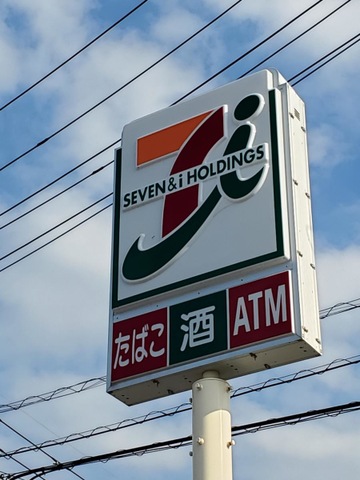 SEVEN & i HOLDINGS
たばこ 酒 ATM